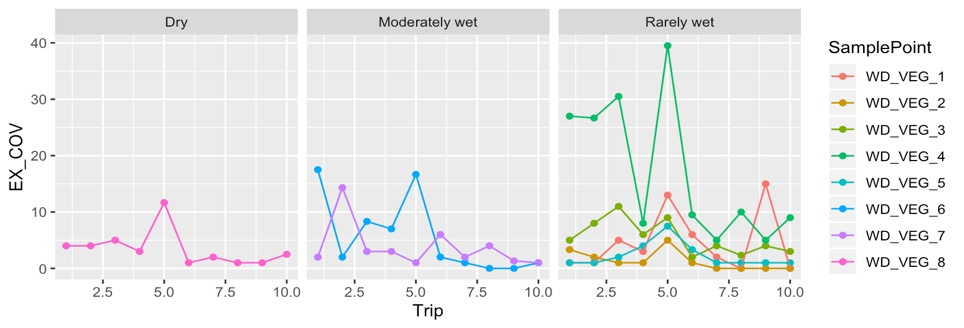 Dry
Moderately wet
Rarely wet
EX_COV
40
30
20
10
0
2.5 5.0 7.5 10.0
2.5 5.0 7.5 10.0
2.5 5.0 7.5 10.0
Trip
SamplePoint
WD_VEG_1
WD_VEG_2
WD_VEG_3
WD_VEG_4
WD_VEG_5
WD_VEG_6
WD_VEG_7
WD_VEG_8